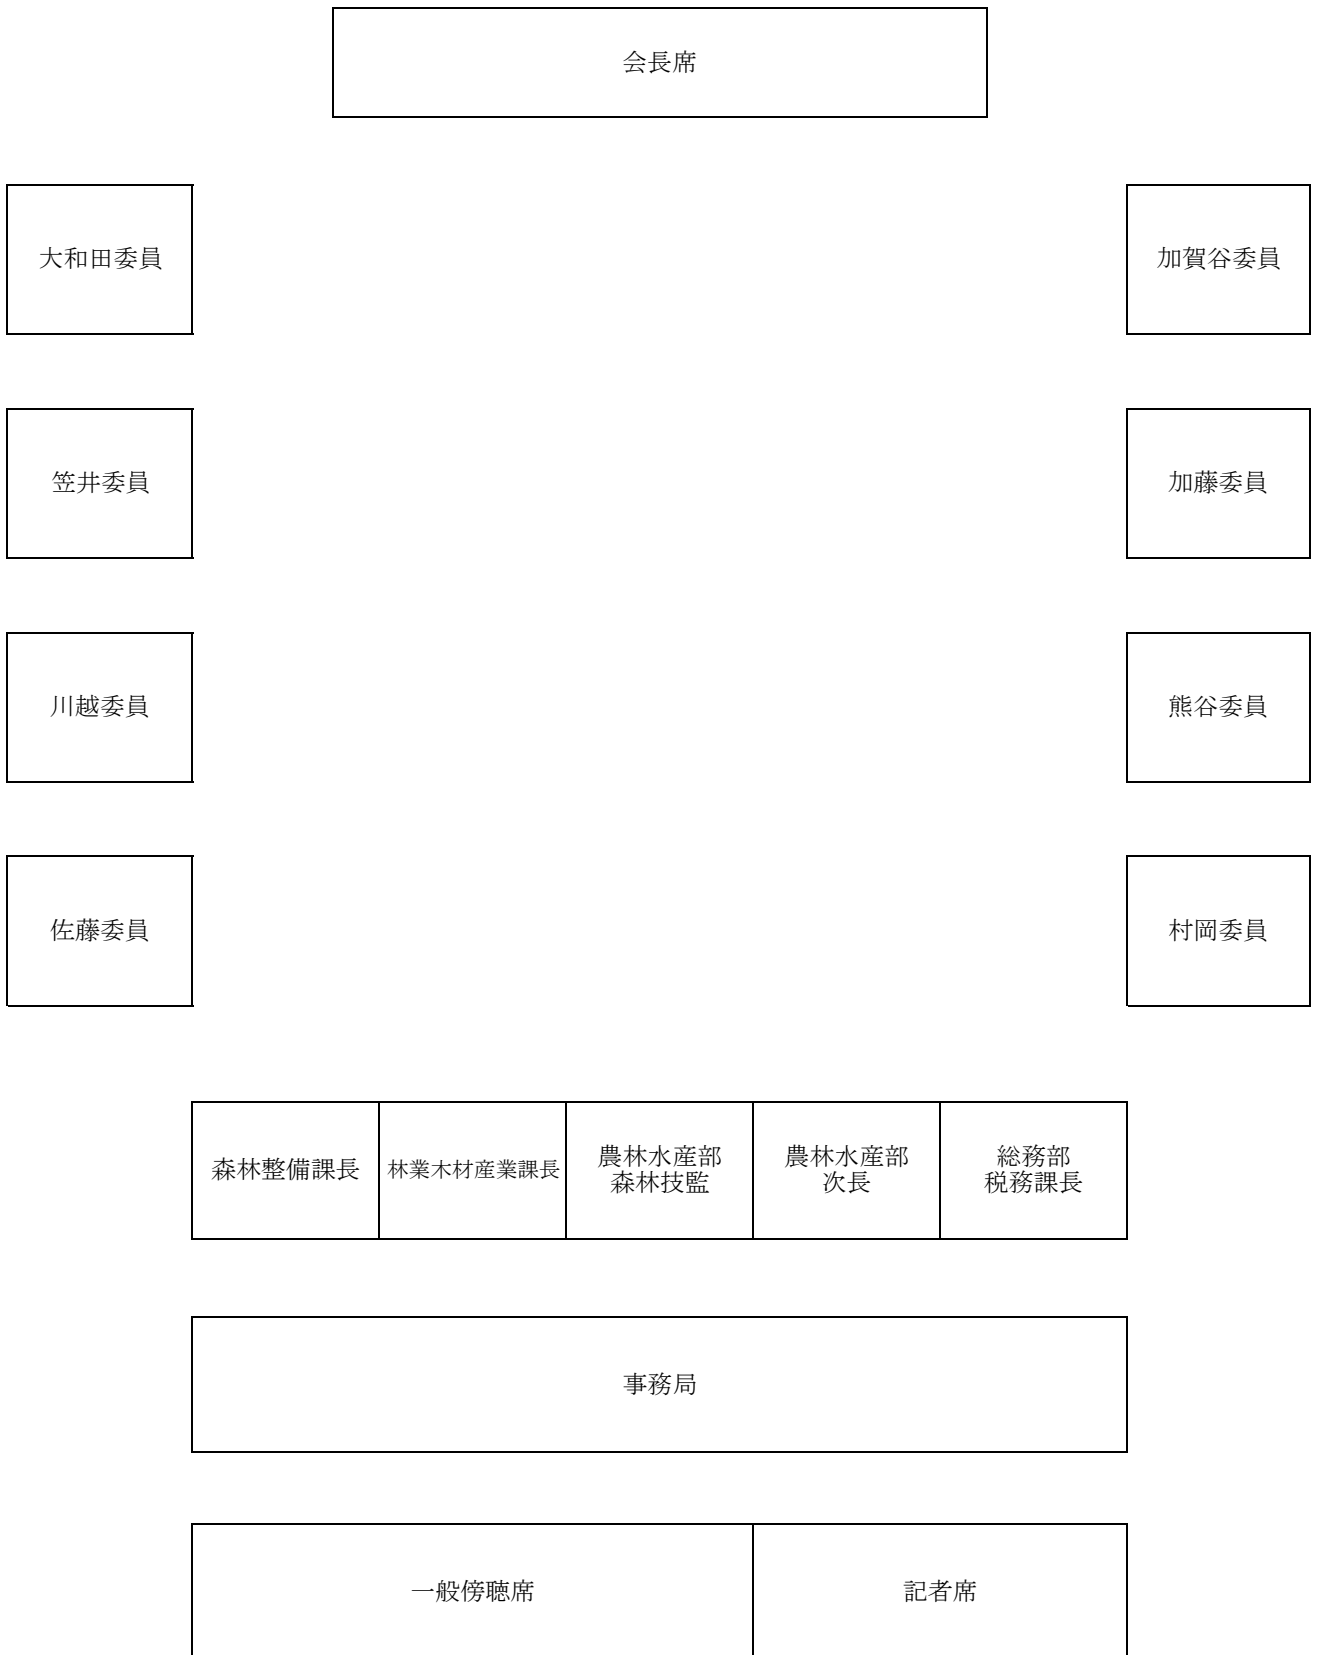 会長席
大和田委員
加賀谷委員
笠井委員
加藤委員
川越委員
熊谷委員
佐藤委員
村岡委員
森林整備課長
林業木材産業課長
農林水産部
森林技監
農林水産部
次長
総務部
税務課長
事務局
一般傍聴席
記者席